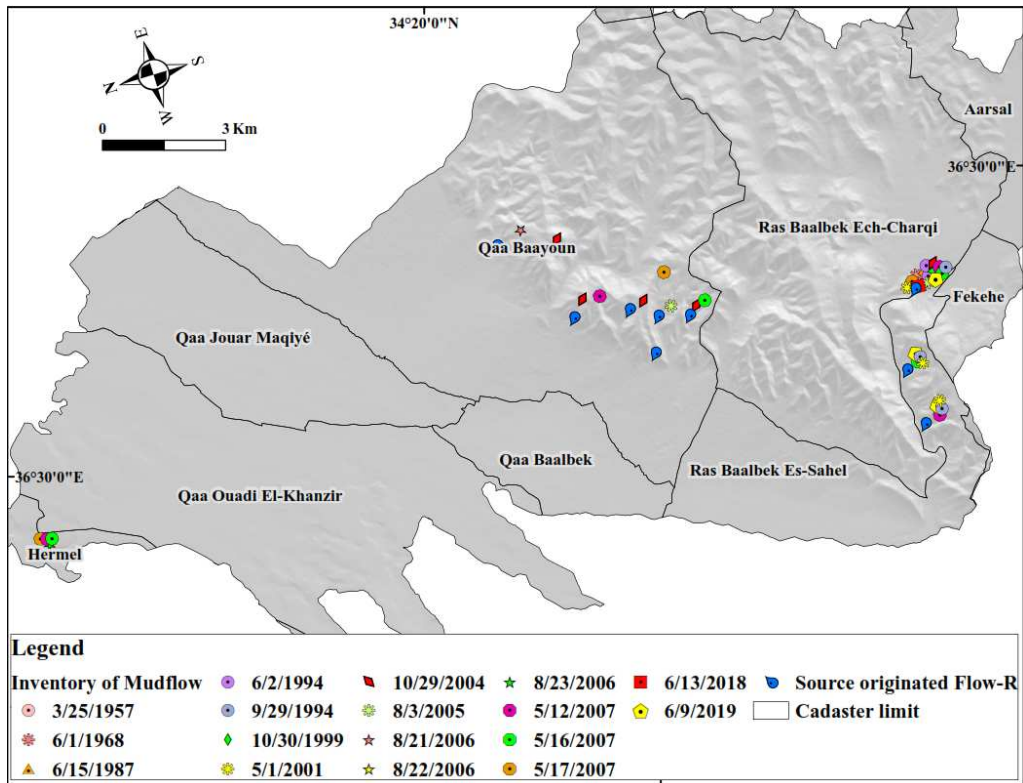 34°20'0"N
E
N
S
W
0 3 Km
Aarsal
36°30'0"E
Ras Baalbek Ech-Charqi
Qaa Baayoun
Fekehe
Qaa Jouar Maqiyé
Qaa Baalbek
Ras Baalbek Es-Sahel
36°30'0"E
Qaa Ouadi El-Khanzir
Hermel
Legend
Inventory of Mudflow
3/25/1957
6/1/1968
6/15/1987
6/2/1994
9/29/1994
10/30/1999
5/1/2001
10/29/2004
8/3/2005
8/21/2006
8/22/2006
8/23/2006
5/12/2007
5/16/2007
5/17/2007
6/13/2018
6/9/2019
Source originated Flow-R
Cadaster limit